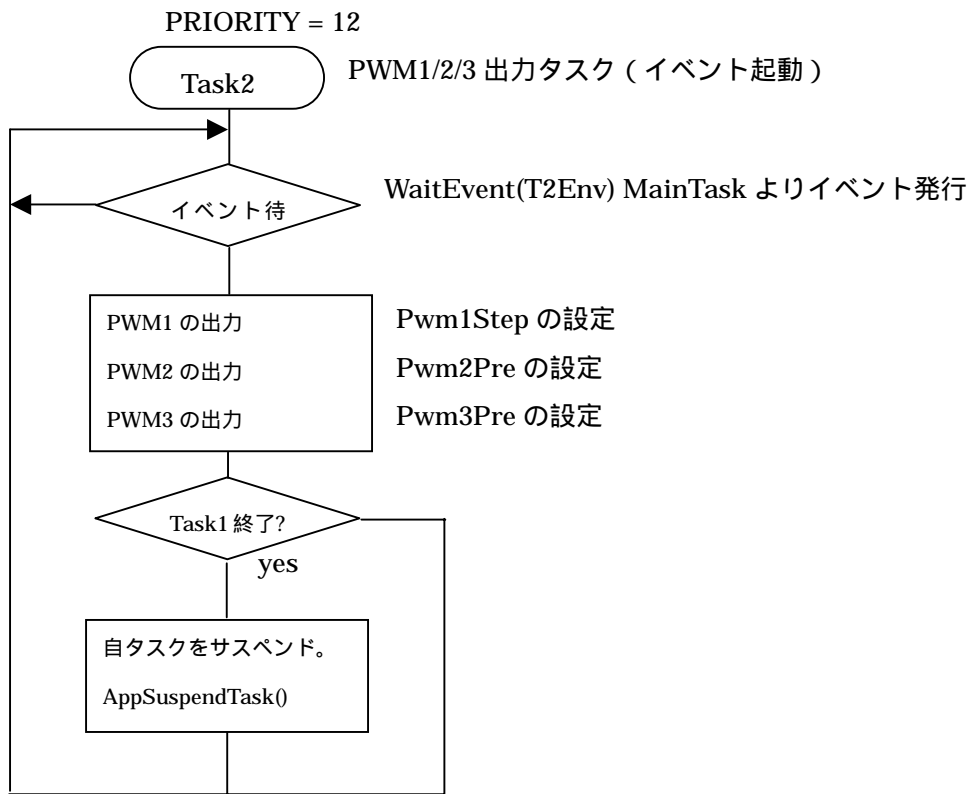 PRIORITY = 12
Task2
PWM1/2/3 出力タスク ( イベント起動 )
イベント待
WaitEvent(T2Env) MainTask よりイベント発行
PWM1 の出力
Pwm1Step の設定
PWM2 の出力
Pwm2Pre の設定
PWM3 の出力
Pwm3Pre の設定
Task1 終了?
yes
自タスクをサスペンド。
AppSuspendTask()